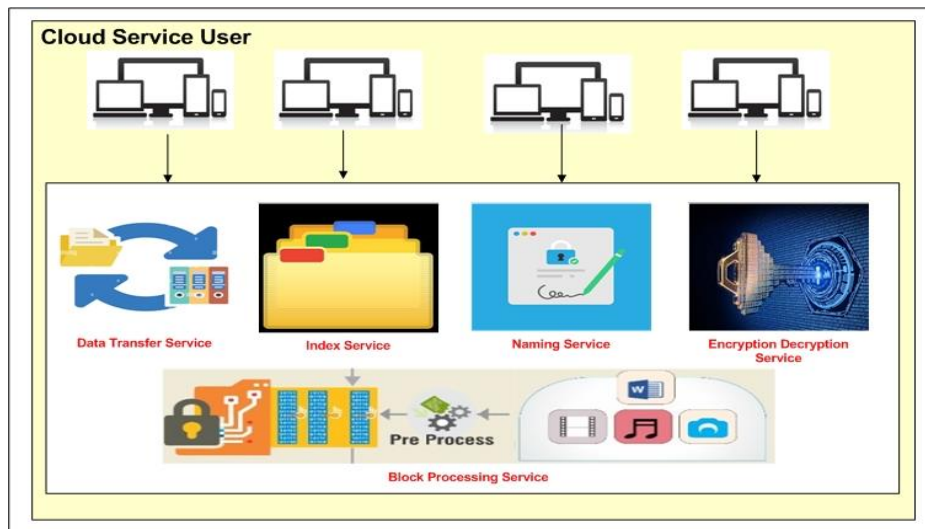 Cloud Service User
Data Transfer Service
Index Service
Naming Service
Encryption Decryption
Service
W
Pre Process
Block Processing Service